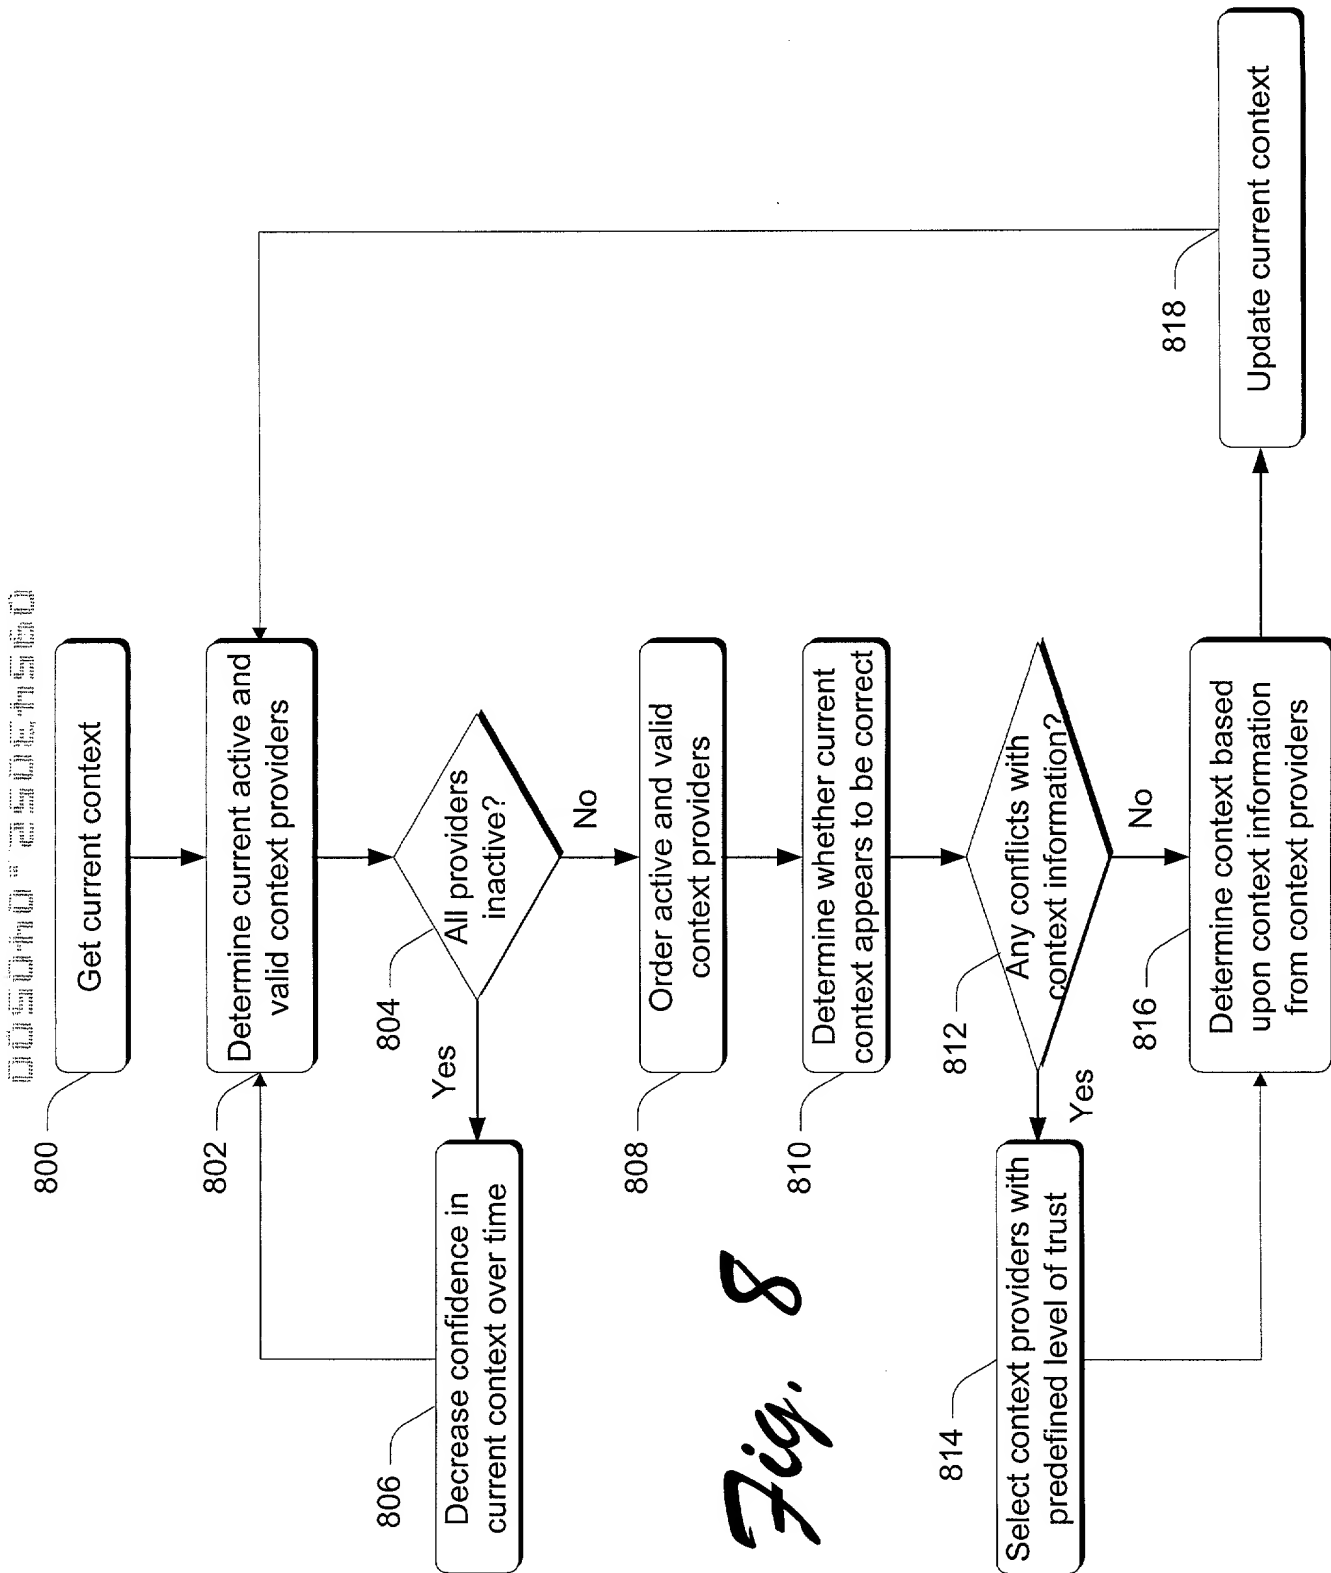 800
Get current context
802
Determine current active and
valid context providers
804
All providers
inactive?
Yes
No
806
Decrease confidence in
current context over time
808
Order active and valid
context providers
810
Determine whether current
context appears to be correct
812
Any conflicts with
context information?
Yes
No
814
Select context providers with
predefined level of trust
816
Determine context based
upon context information
from context providers
818
Update current context
Fig. 8